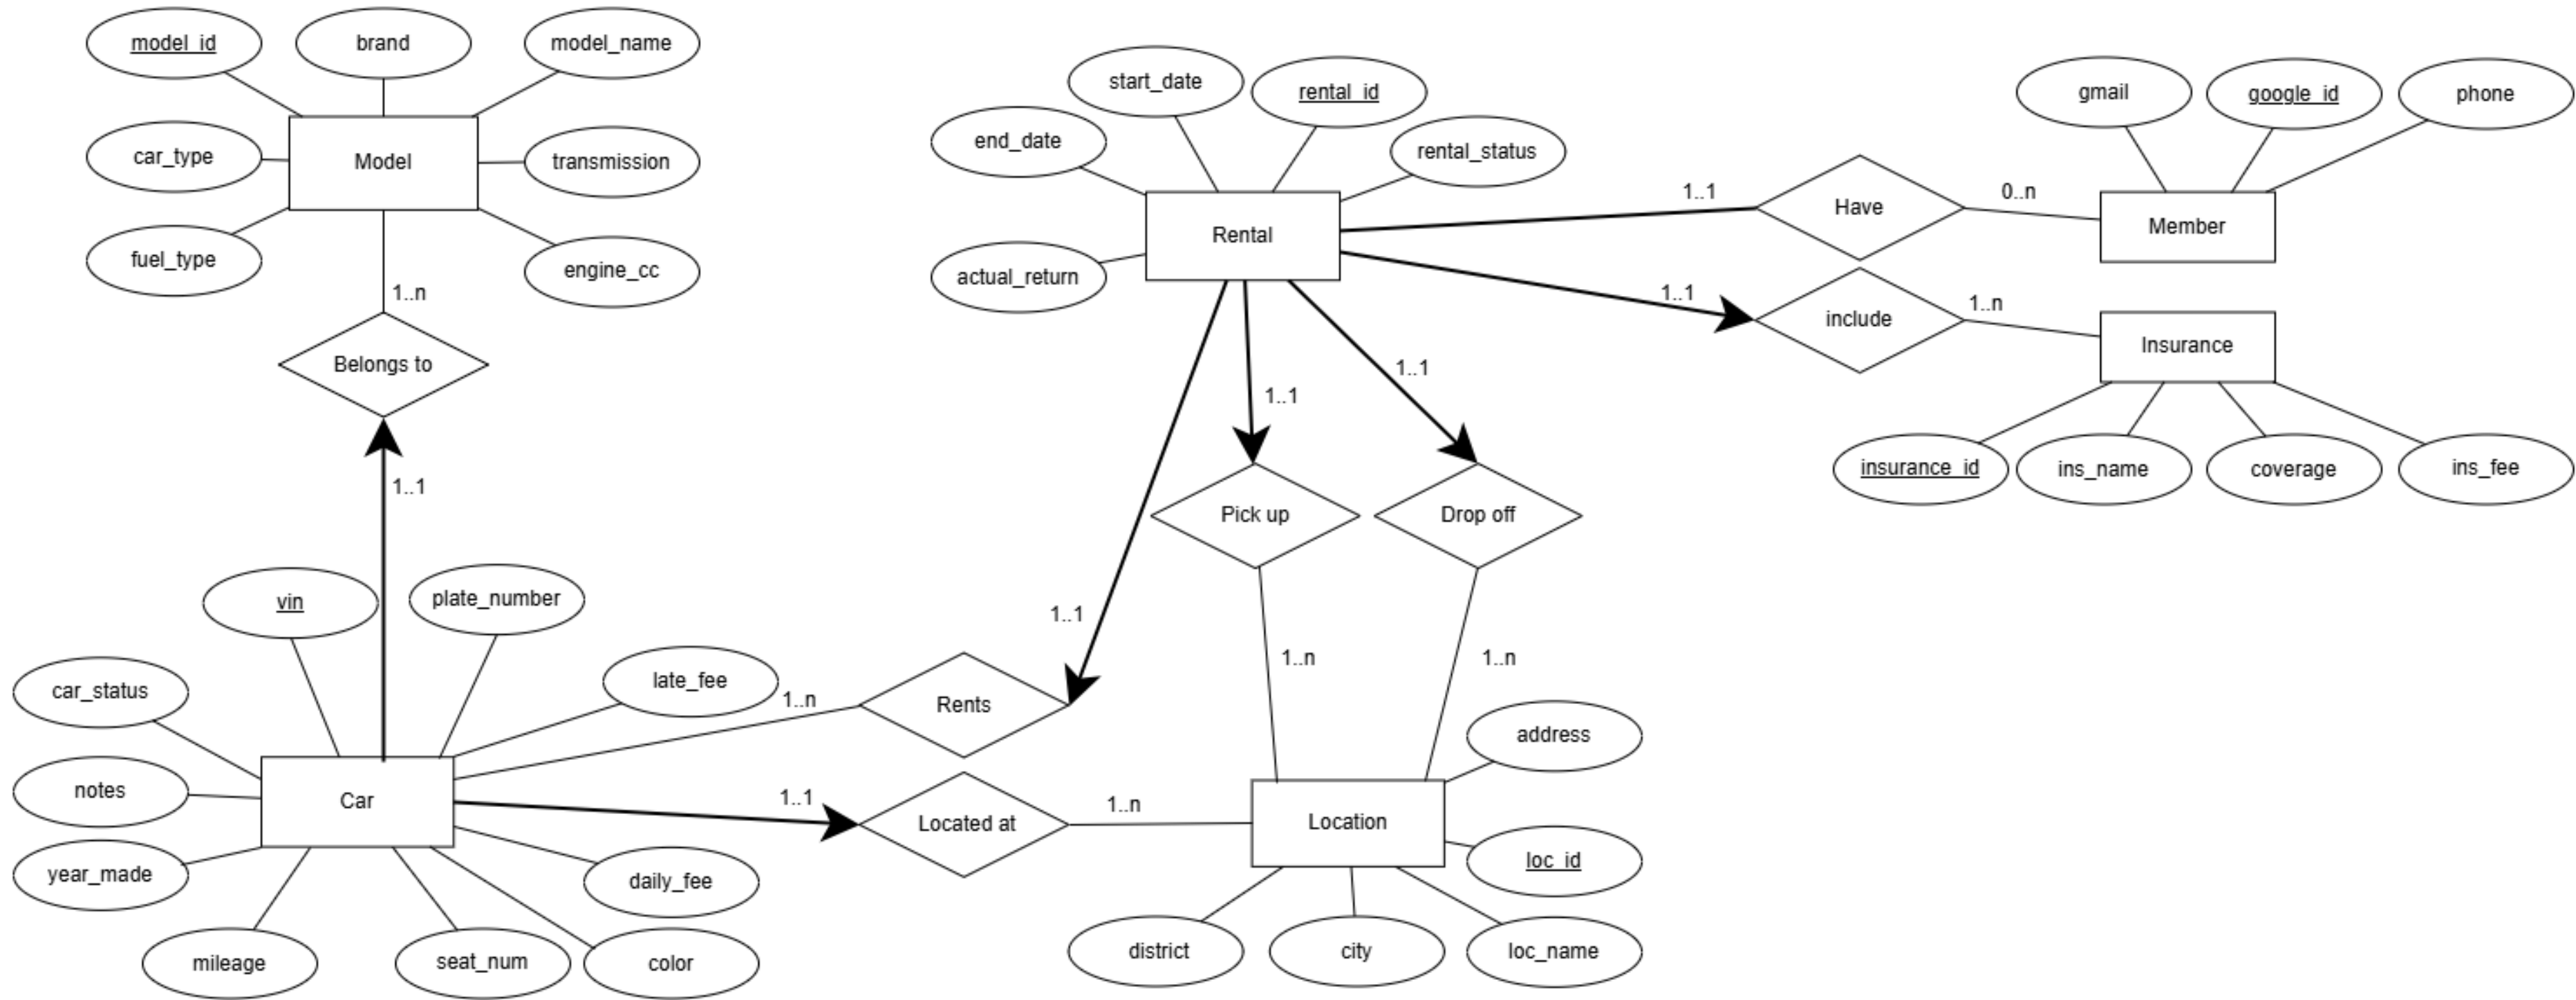 model_id
brand
model_name
car_type
Model
transmission
fuel_type
engine_cc
1..n
Belongs to
1..1
start_date
rental_id
end_date
rental_status
Rental
actual_return
1..1
Have
0..n
gmail
google_id
phone
Member
1..1
include
1..n
Insurance
insurance_id
ins_name
coverage
ins_fee
1..1
1..1
Pick up
Drop off
1..1
1..n
1..n
vin
plate_number
car_status
late_fee
1..n
Rents
notes
Car
1..1
Located at
1..n
Location
address
loc_id
year_made
daily_fee
mileage
seat_num
color
district
city
loc_name